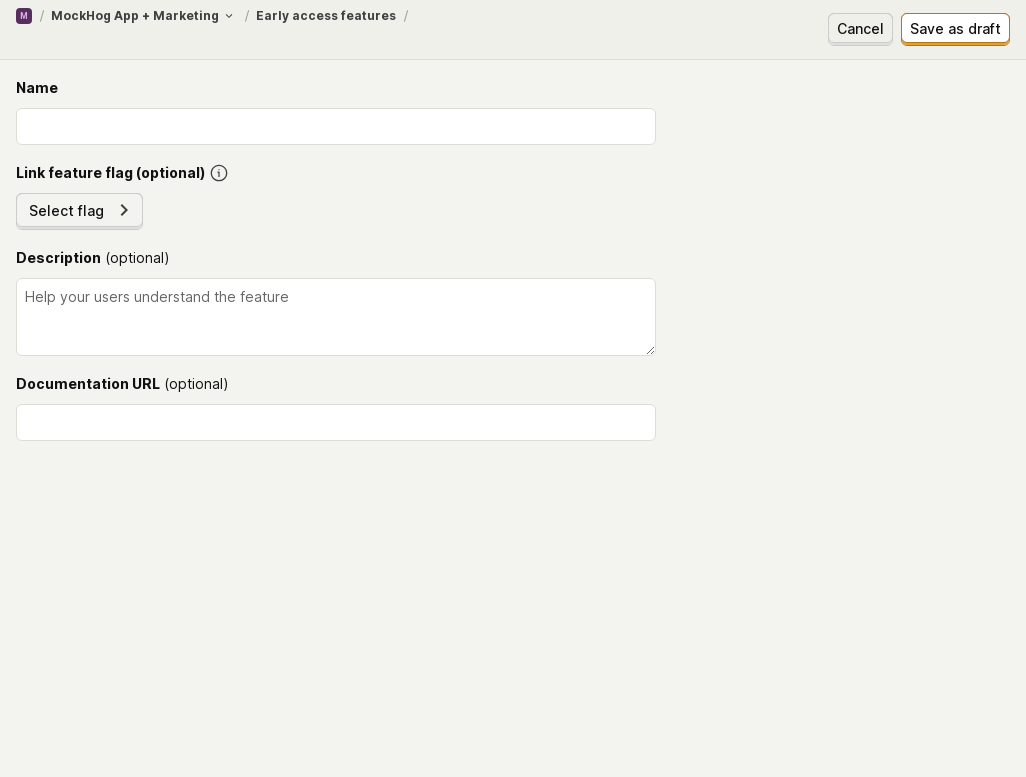 M / MockHog App + Marketing / Early access features /
Cancel
Save as draft
Name
Link feature flag (optional)
Select flag
Description (optional)
Help your users understand the feature
Documentation URL (optional)